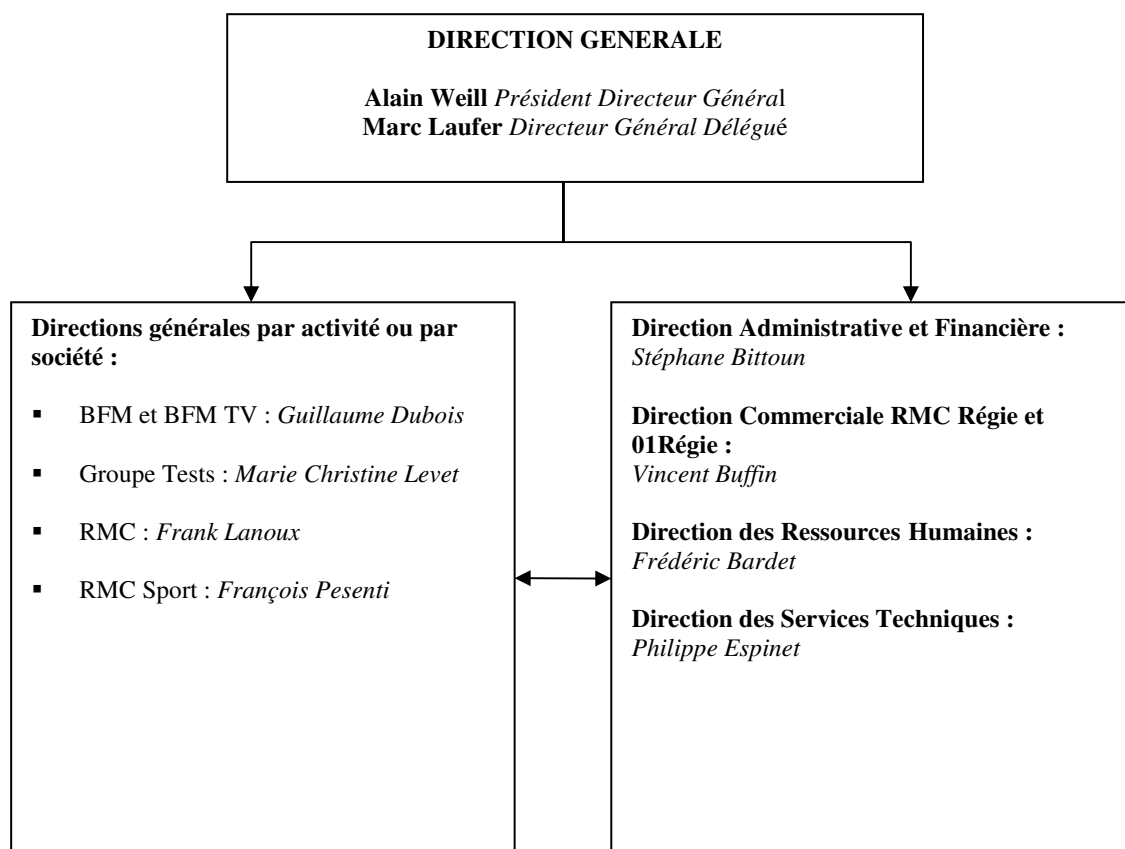 DIRECTION GENERALE
Alain Weill Président Directeur Général
Marc Laufer Directeur Général Délégué
Directions générales par activité ou par
société :
▪ BFM et BFM TV : Guillaume Dubois
▪ Groupe Tests : Marie Christine Levet
▪ RMC : Frank Lanoux
▪ RMC Sport : François Pesenti
Direction Administrative et Financière :
Stéphane Bittoun
Direction Commerciale RMC Régie et
01Régie :
Vincent Buffin
Direction des Ressources Humaines :
Frédéric Bardet
Direction des Services Techniques :
Philippe Espinet